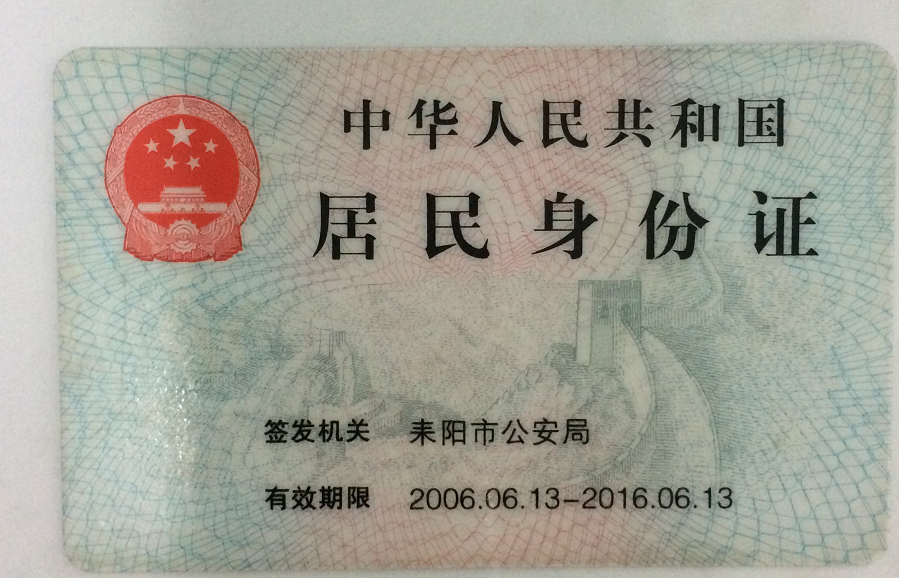 中华人民共和国
居民身份证
签发机关 耒阳市公安局
有效期限 2006.06.13-2016.06.13